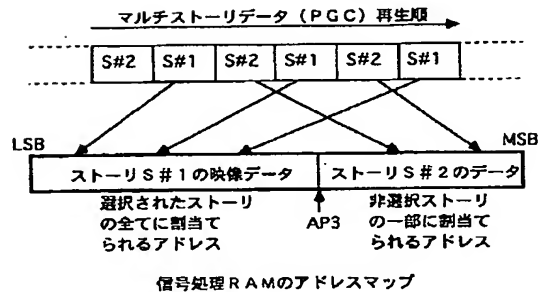 マルチストーリデータ（PGC）再生順
S#2 S#1 S#2 S#1 S#2 S#1
LSB MSB
ストーリS#1の映像データ ストーリS#2のデータ
選択されたストーリ
の全てに割当て
られるアドレス
AP3
非選択ストーリ
の一部に割当て
られるアドレス
信号処理RAMのアドレスマップ